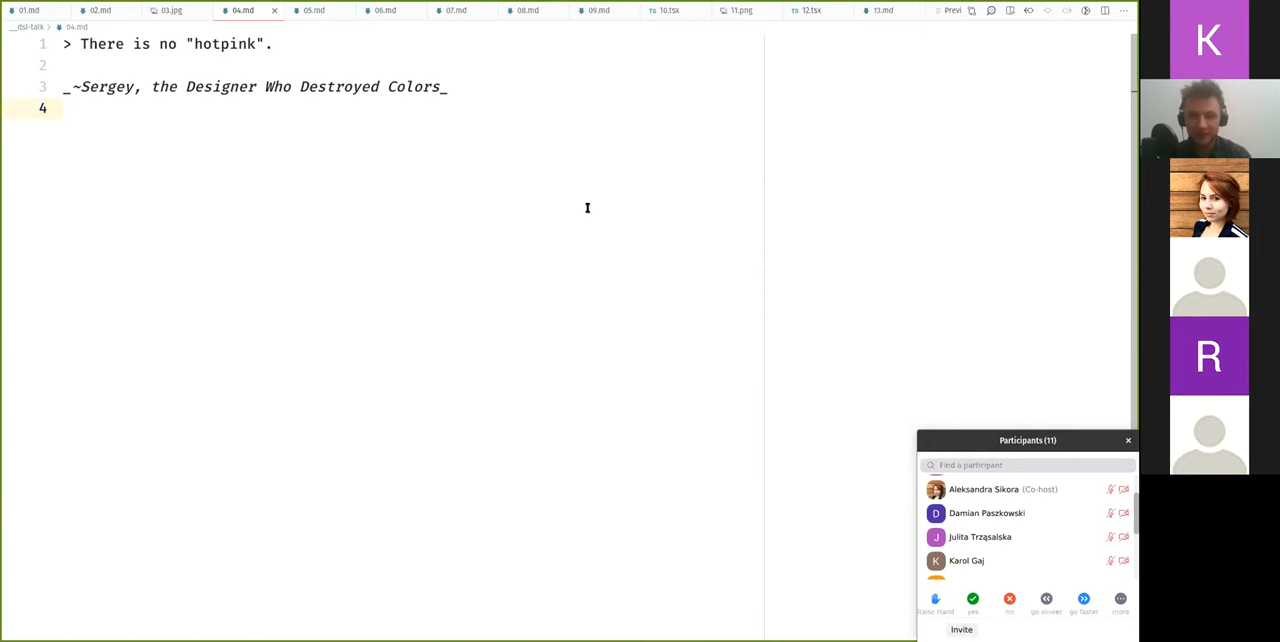 01.md 02.md 03.jpg 04.md × 05.md 06.md 07.md 08.md 09.md TS 10.tsx 11.png TS 12.tsx 13.md Previ ···
__dsl-talk > 04.md
1 > There is no "hotpink".
2
3 _~Sergey, the Designer Who Destroyed Colors_
4
K
R
Participants (11) ×
Find a participant
Aleksandra Sikora (Co-host)
D Damian Paszkowski
J Julita Trząsalska
K Karol Gaj
Raise Hand yes no go slower go faster more
Invite